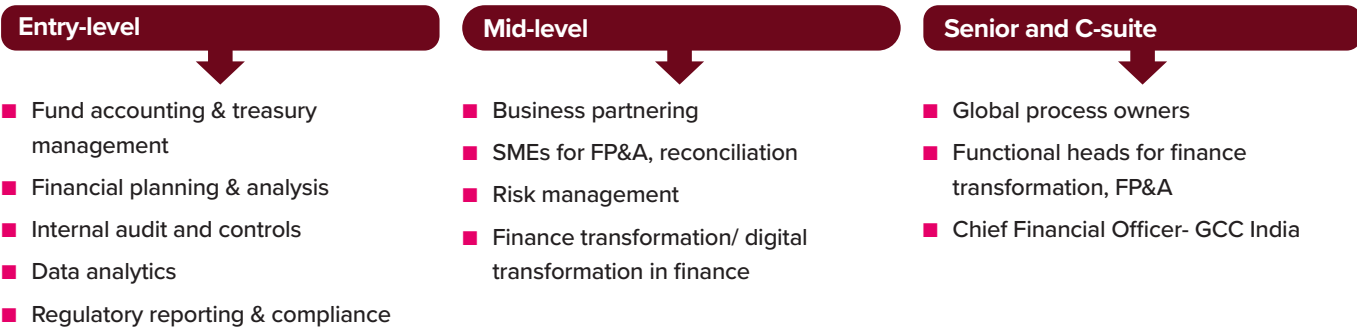 Entry-level
Fund accounting & treasury
management
Financial planning & analysis
Internal audit and controls
Data analytics
Regulatory reporting & compliance
Mid-level
Business partnering
SMEs for FP&A, reconciliation
Risk management
Finance transformation/ digital
transformation in finance
Senior and C-suite
Global process owners
Functional heads for finance
transformation, FP&A
Chief Financial Officer- GCC India